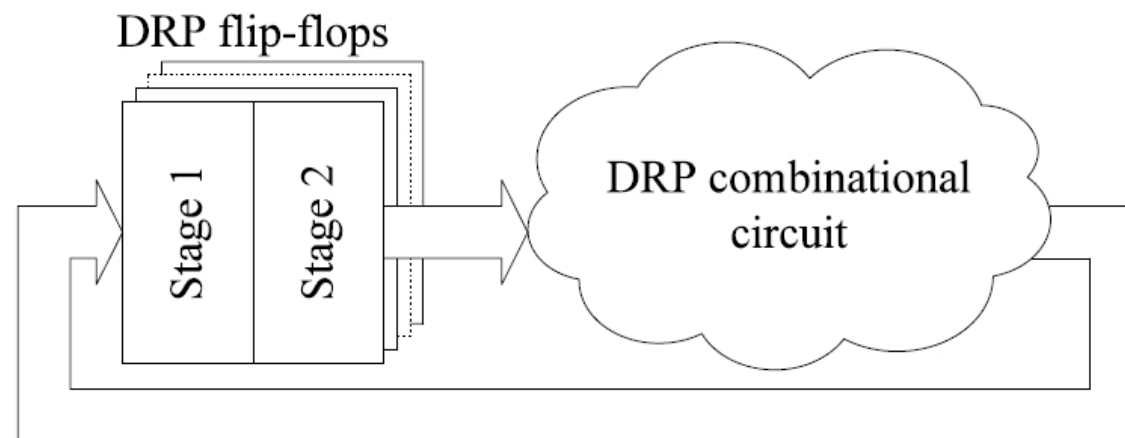 DRP flip-flops
Stage 1
Stage 2
DRP combinational
circuit